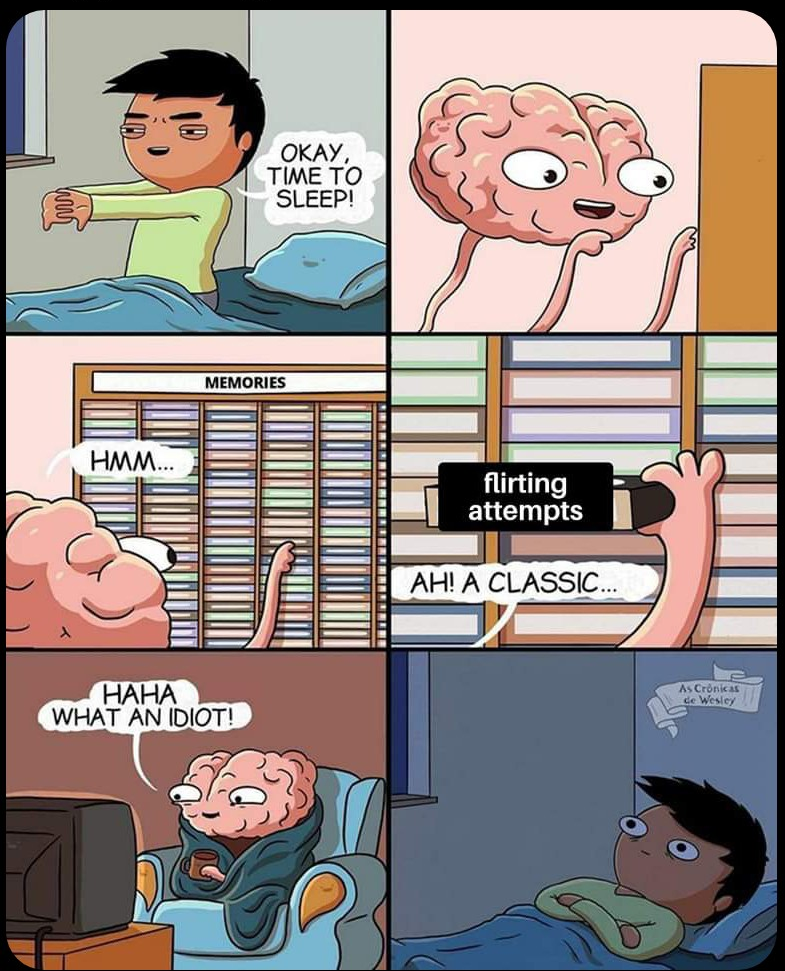 OKAY,
TIME TO
SLEEP!
MEMORIES
HMM...
flirting
attempts
AH! A CLASSIC...
HAHA
WHAT AN IDIOT!
As Crônicas
de Wesley